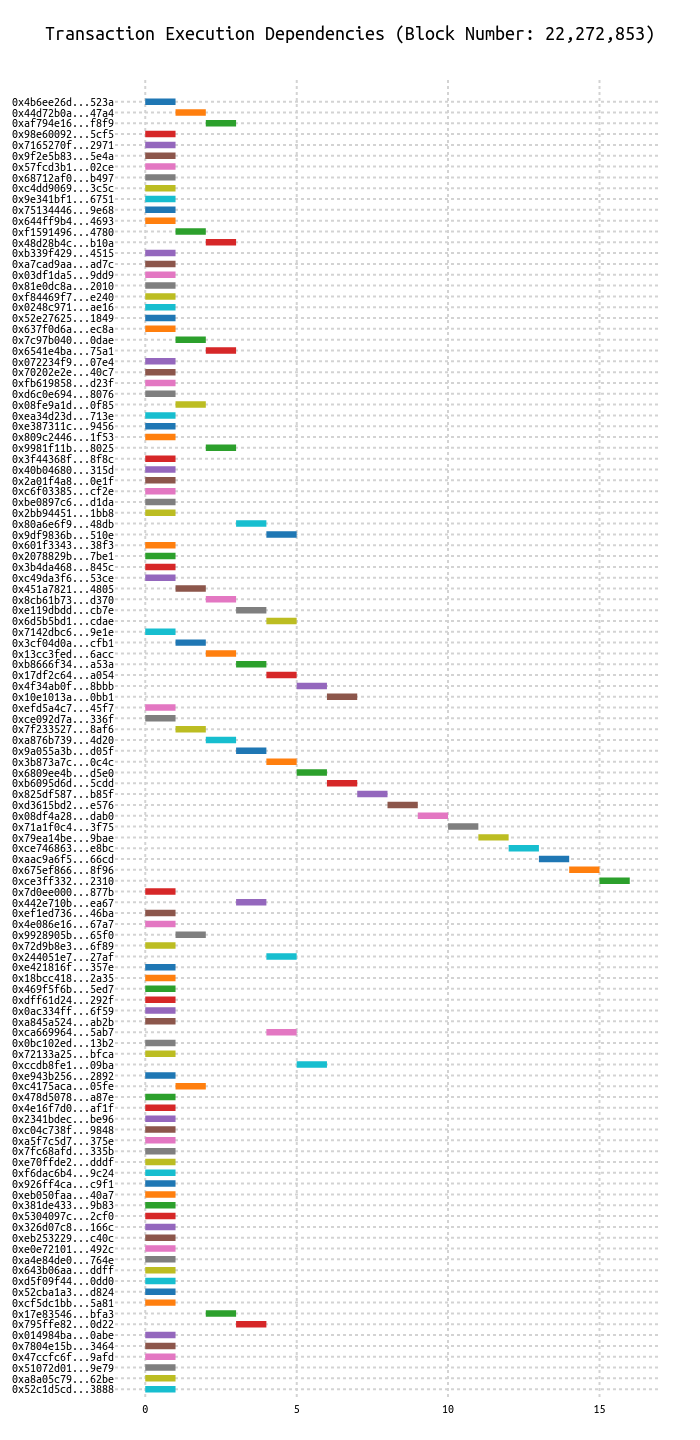 Transaction Execution Dependencies (Block Number: 22,272,853)
0x4b6ee26d...523a
0x44d72b0a...47a4
0xaf794e16...f8f9
0x98e60092...5cf5
0x7165270f...2971
0x9f2e5b83...5e4a
0x57fcd3b1...02ce
0x68712af0...b497
0xc4dd9069...3c5c
0x9e341bf1...6751
0x75134446...9e68
0x644ff9b4...4693
0xf1591496...4780
0x48d28b4c...b10a
0xb339f429...4515
0xa7cad9aa...ad7c
0x03df1da5...9dd9
0x81e0dc8a...2010
0xf84469f7...e240
0x0248c971...ae16
0x52e27625...1849
0x637f0d6a...ec8a
0x7c97b040...0dae
0x6541e4ba...75a1
0x072234f9...07e4
0x70202e2e...40c7
0xfb619858...d23f
0xd6c0e694...8076
0x08fe9a1d...0f85
0xea34d23d...713e
0xe387311c...9456
0x809c2446...1f53
0x9981f11b...8025
0x3f44368f...8f8c
0x40b04680...315d
0x2a01f4a8...0e1f
0xc6f03385...cf2e
0xbe0897c6...d1da
0x2bb94451...1bb8
0x80a6e6f9...48db
0x9df9836b...510e
0x601f3343...38f3
0x2078829b...7be1
0x3b4da468...845c
0xc49da3f6...53ce
0x451a7821...4805
0x8cb61b73...d370
0xe119dbdd...cb7e
0x6d5b5bd1...cdae
0x7142dbc6...9e1e
0x3cf04d0a...cfb1
0x13cc3fed...6acc
0xb8666f34...a53a
0x17df2c64...a054
0x4f34ab0f...8bbb
0x10e1013a...0bb1
0xefd5a4c7...45f7
0xce092d7a...336f
0x7f233527...8af6
0xa876b739...4d20
0x9a055a3b...d05f
0x3b873a7c...0c4c
0x6809ee4b...d5e0
0xb6095d6d...5cdd
0x825df587...b85f
0xd3615bd2...e576
0x08df4a28...dab0
0x71a1f0c4...3f75
0x79ea14be...9bae
0xce746863...e8bc
0xaac9a6f5...66cd
0x675ef866...8f96
0xce3ff332...2310
0x7d0ee000...877b
0x442e710b...ea67
0xef1ed736...46ba
0x4e086e16...67a7
0x9928905b...65f0
0x72d9b8e3...6f89
0x244051e7...27af
0xe421816f...357e
0x18bcc418...2a35
0x469f5f6b...5ed7
0xdff61d24...292f
0x0ac334ff...6f59
0xa845a524...ab2b
0xca669964...5ab7
0x0bc102ed...13b2
0x72133a25...bfca
0xccdb8fe1...09ba
0xe943b256...2892
0xc4175aca...05fe
0x478d5078...a87e
0x4e16f7d0...af1f
0x2341bdec...be96
0xc04c738f...9848
0xa5f7c5d7...375e
0x7fc68afd...335b
0xe70ffde2...dddf
0xf6dac6b4...9c24
0x926ff4ca...c9f1
0xeb050faa...40a7
0x381de433...9b83
0x5304097c...2cf0
0x326d07c8...166c
0xeb253229...c40c
0xe0e72101...492c
0xa4e84de0...764e
0x643b06aa...ddff
0xd5f09f44...0dd0
0x52cba1a3...d824
0xcf5dc1bb...5a81
0x17e83546...bfa3
0x795ffe82...0d22
0x014984ba...0abe
0x7804e15b...3464
0x47ccfc6f...9afd
0x51072d01...9e79
0xa8a05c79...62be
0x52c1d5cd...3888
0 5 10 15